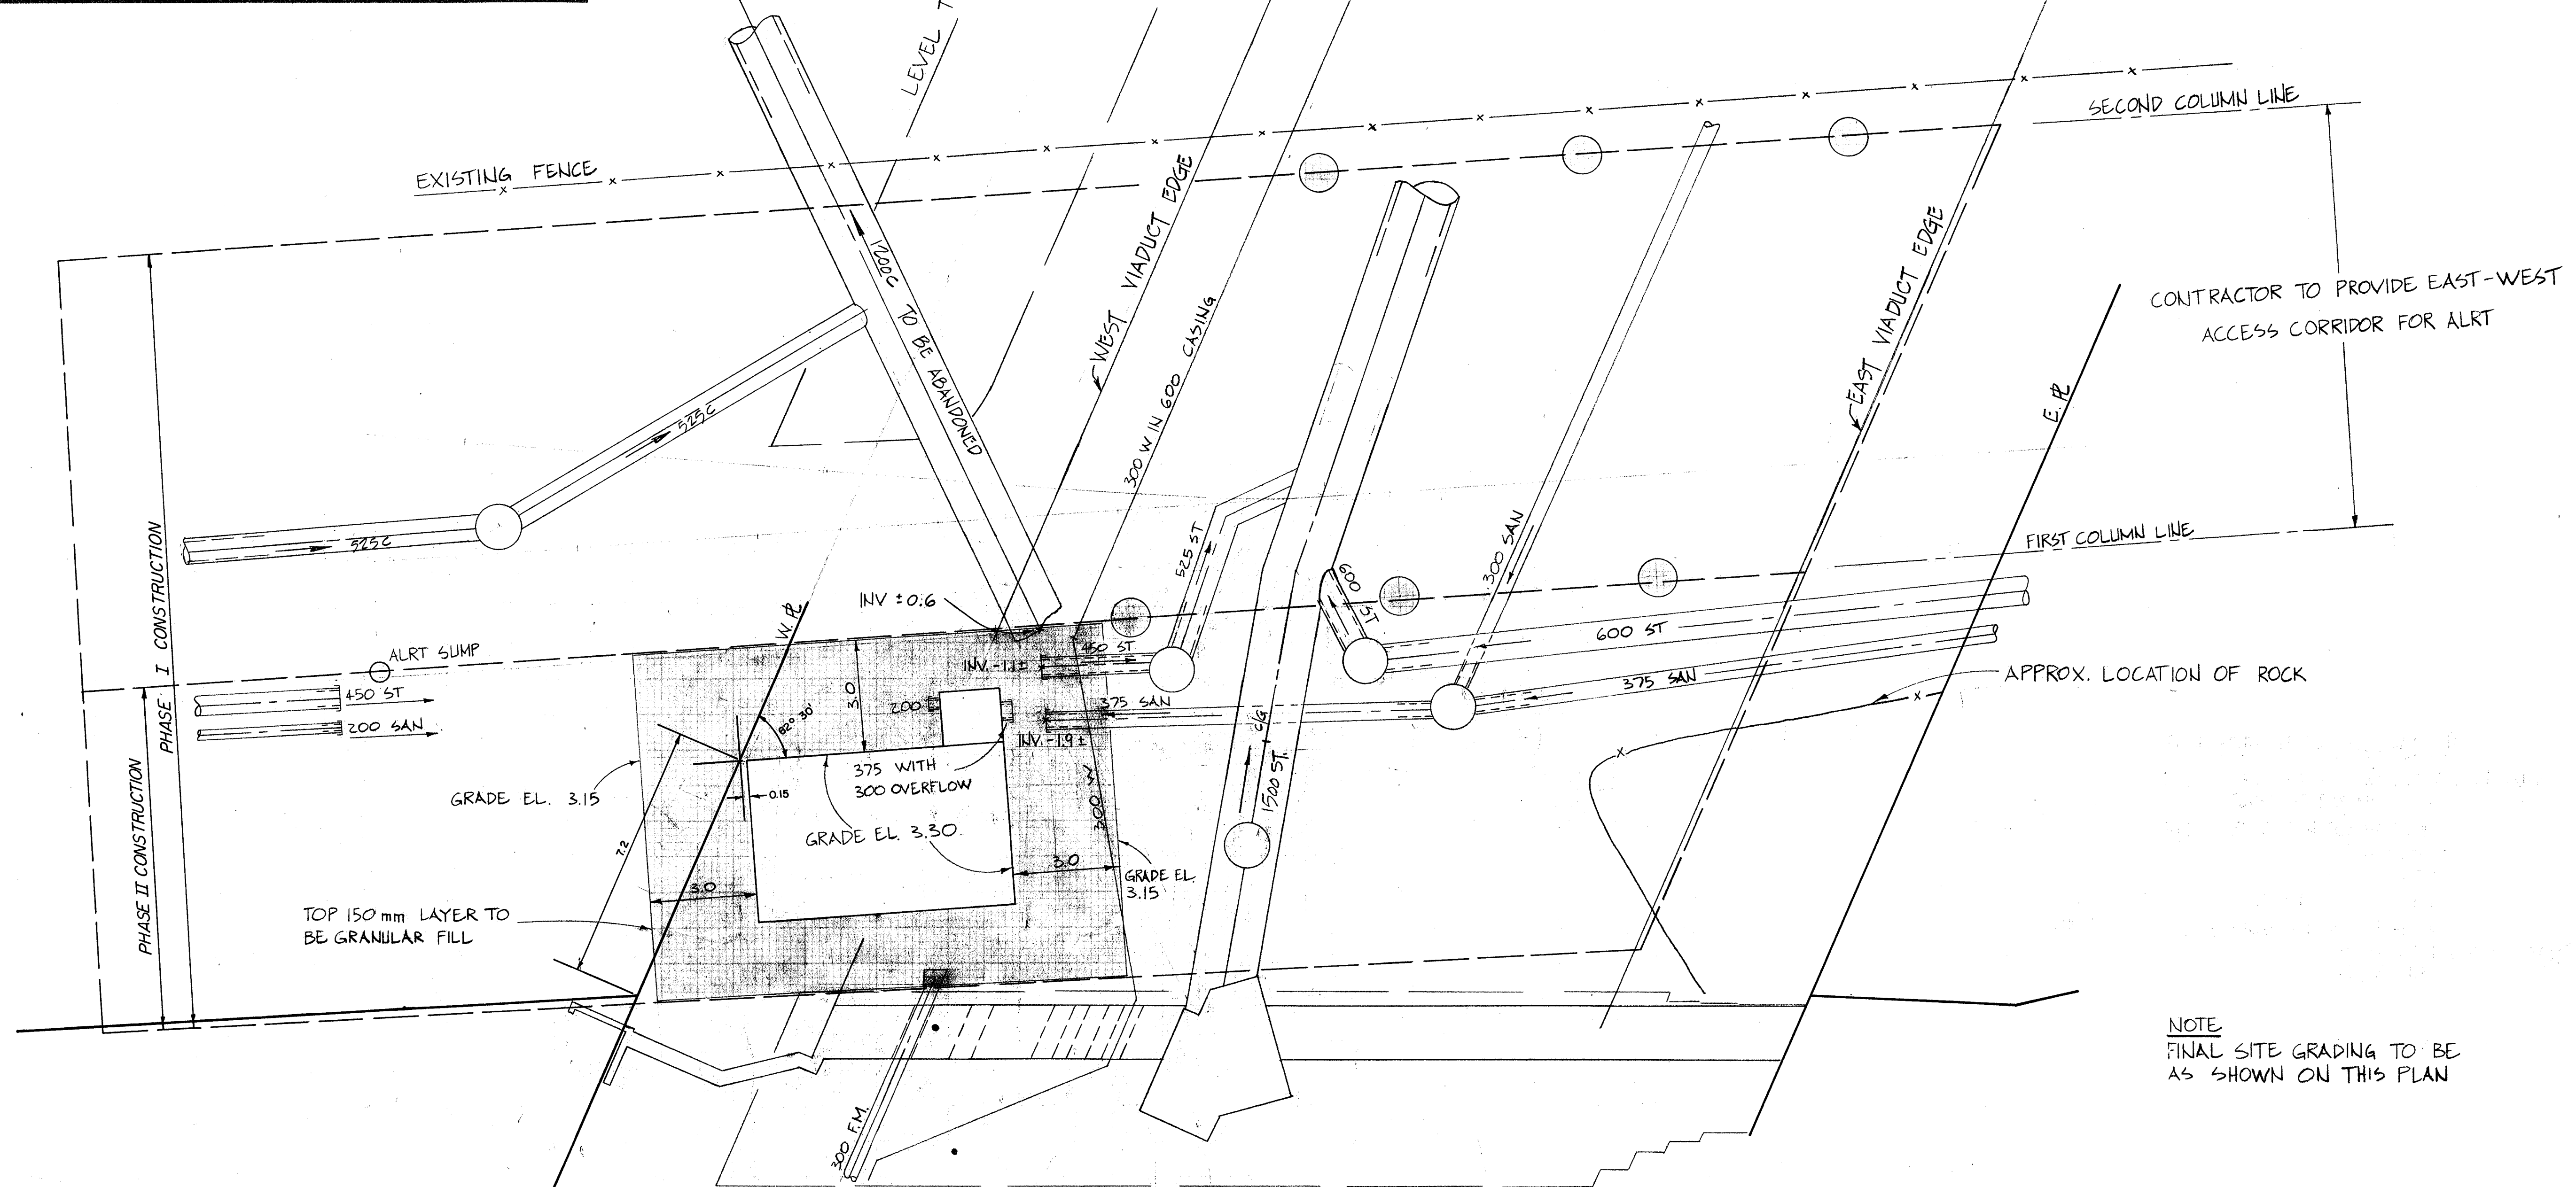 LEVEL
SECOND COLUMN LINE
EXISTING FENCE
WEST VIADUCT EDGE
EAST VIADUCT EDGE
1200C TO BE ABANDONED
CONTRACTOR TO PROVIDE EAST-WEST
ACCESS CORRIDOR FOR ALRT
300 W IN 600 CASING
E. ⅊
525C
525C
525 ST
300 SAN
FIRST COLUMN LINE
PHASE I CONSTRUCTION
INV ±0.6
600 ST
600 ST
W. ⅊
ALRT SUMP
450 ST
INV. -1.1±
375 SAN
APPROX. LOCATION OF ROCK
450 ST
200 SAN
3.0
200
375 SAN
82° 30'
INV. -1.9 ±
C/G
1500 ST.
375 WITH
300 OVERFLOW
GRADE EL. 3.15
0.15
300 W
GRADE EL. 3.30
7.2
PHASE II CONSTRUCTION
3.0
3.0
GRADE EL.
3.15
TOP 150 mm LAYER TO
BE GRANULAR FILL
NOTE
FINAL SITE GRADING TO BE
AS SHOWN ON THIS PLAN
300 F.M.